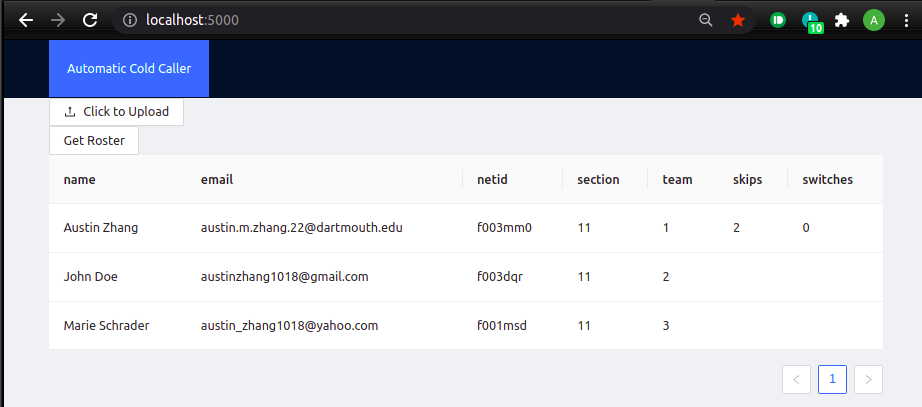 localhost:5000
10
A
Automatic Cold Caller
Click to Upload
Get Roster
name email netid section team skips switches
Austin Zhang austin.m.zhang.22@dartmouth.edu f003mm0 11 1 2 0
John Doe austinzhang1018@gmail.com f003dqr 11 2
Marie Schrader austin_zhang1018@yahoo.com f001msd 11 3
1